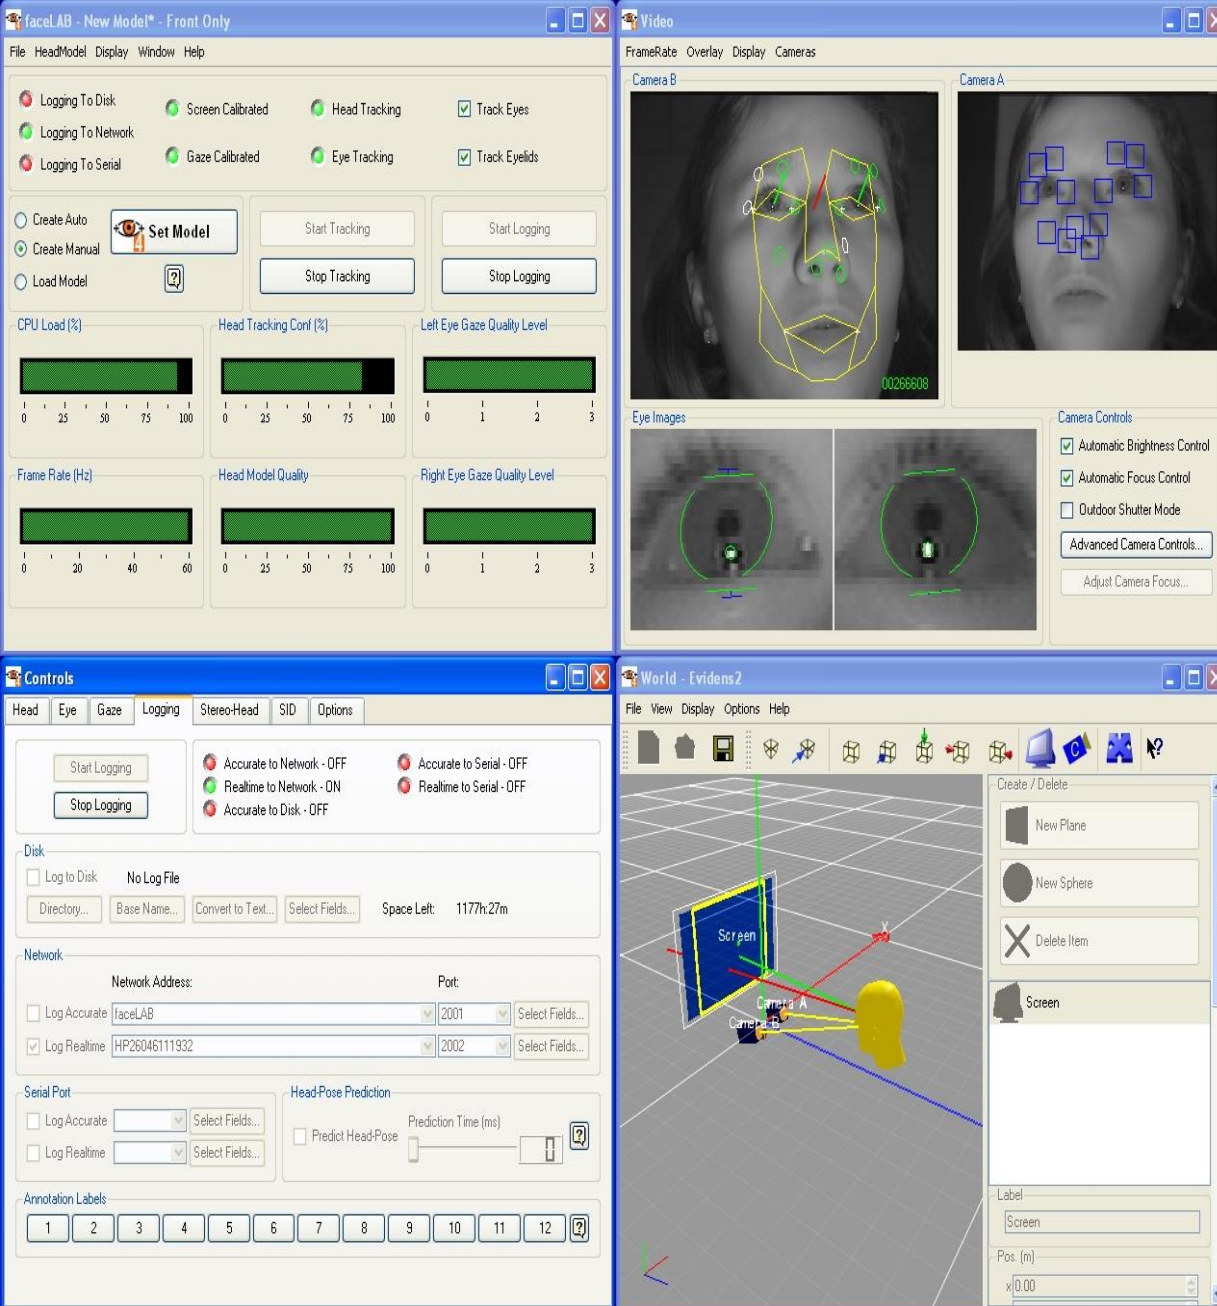 faceLAB - New Model* - Front Only
File HeadModel Display Window Help
Logging To Disk
Logging To Network
Logging To Serial
Screen Calibrated
Gaze Calibrated
Head Tracking
Eye Tracking
Track Eyes
Track Eyelids
Create Auto
Create Manual
Load Model
4
Set Model
?
Start Tracking
Stop Tracking
Start Logging
Stop Logging
CPU Load (%)
0 25 50 75 100
Head Tracking Conf (%)
0 25 50 75 100
Left Eye Gaze Quality Level
0 1 2 3
Frame Rate (Hz)
0 20 40 60
Head Model Quality
0 25 50 75 100
Right Eye Gaze Quality Level
0 1 2 3
Video
FrameRate Overlay Display Cameras
Camera B
00266608
Camera A
Eye Images
Camera Controls
Automatic Brightness Control
Automatic Focus Control
Outdoor Shutter Mode
Advanced Camera Controls...
Adjust Camera Focus...
Controls
Head Eye Gaze Logging Stereo-Head SID Options
Start Logging
Stop Logging
Accurate to Network - OFF
Realtime to Network - ON
Accurate to Disk - OFF
Accurate to Serial - OFF
Realtime to Serial - OFF
Disk
Log to Disk No Log File
Directory... Base Name... Convert to Text... Select Fields... Space Left: 1177h:27m
Network
Network Address: Port:
Log Accurate faceLAB 2001 Select Fields...
Log Realtime HP26046111932 2002 Select Fields...
Serial Port
Log Accurate Select Fields...
Log Realtime Select Fields...
Head-Pose Prediction
Predict Head-Pose
Prediction Time (ms)
0
?
Annotation Labels
1 2 3 4 5 6 7 8 9 10 11 12 ?
World - Evidens2
File View Display Options Help
C ?
Screen
X
Camera A
Camera B
Create / Delete
New Plane
New Sphere
Delete Item
Screen
Label
Screen
Pos. (m)
x 0.00